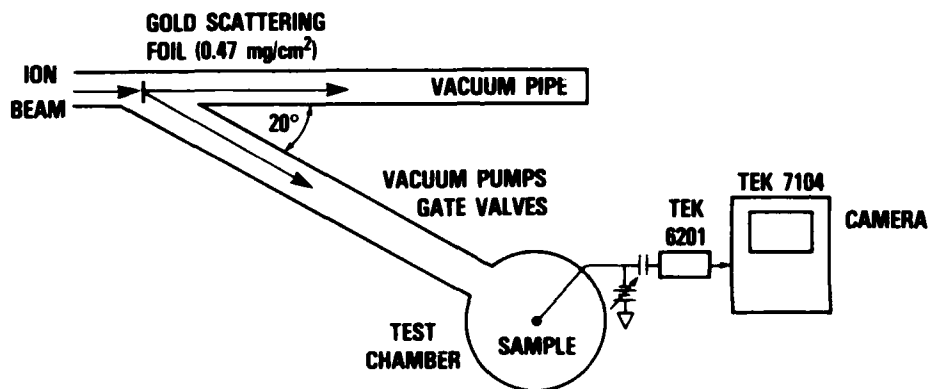 GOLD SCATTERING
FOIL (0.47 mg/cm²)
ION
BEAM
VACUUM PIPE
20°
VACUUM PUMPS
GATE VALVES
TEK
6201
TEK 7104
CAMERA
TEST
CHAMBER
SAMPLE